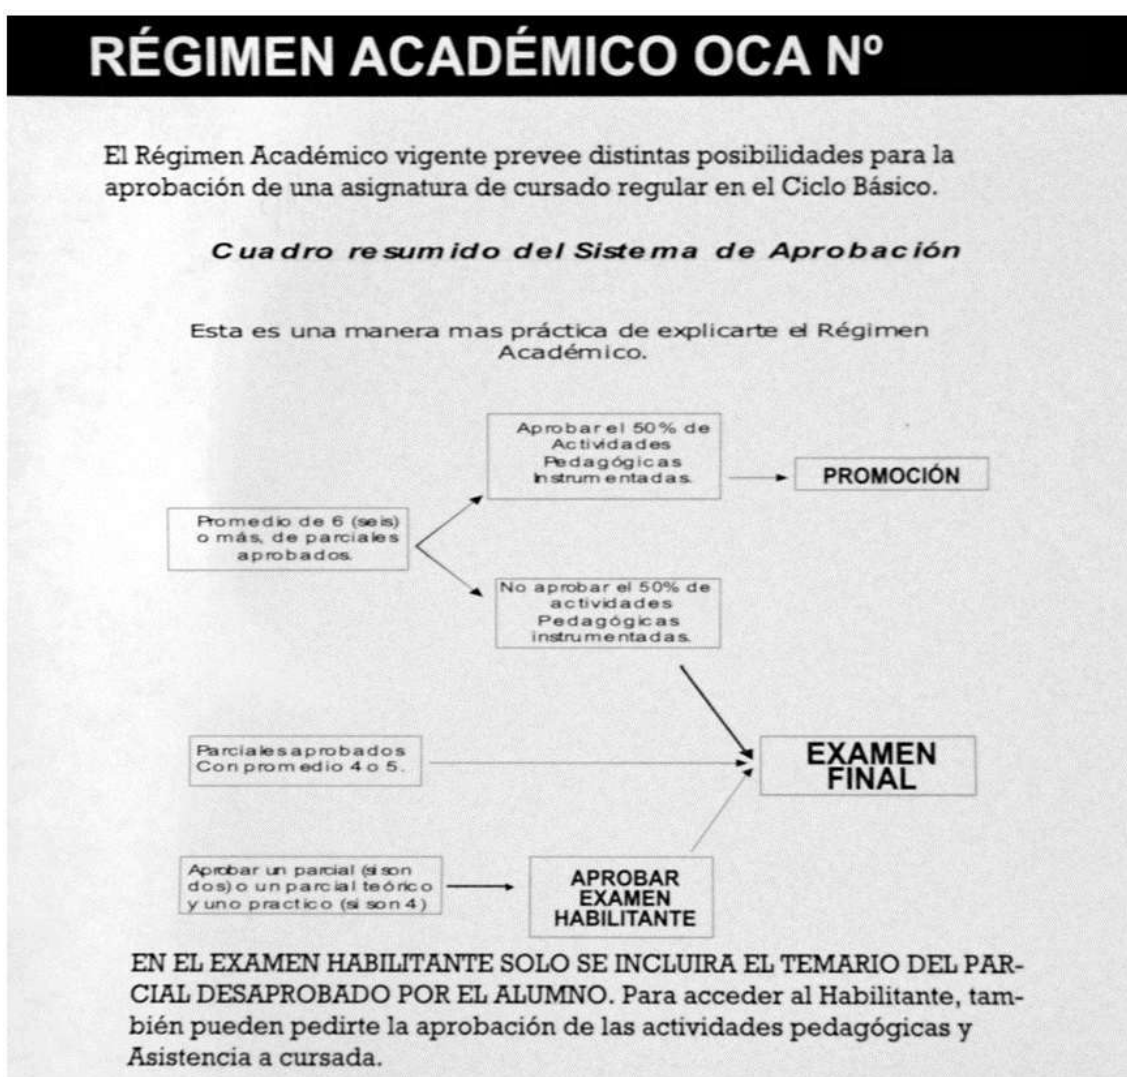 RÉGIMEN ACADÉMICO OCA Nº
El Régimen Académico vigente prevee distintas posibilidades para la
aprobación de una asignatura de cursado regular en el Ciclo Básico.
Cuadro resumido del Sistema de Aprobación
Esta es una manera mas práctica de explicarte el Régimen
Académico.
Aprobar el 50% de
Actividades
Pedagógicas
Instrumentadas.
PROMOCIÓN
Promedio de 6 (seis)
o más, de parciales
aprobados.
No aprobar el 50% de
actividades
Pedagógicas
instrumentadas.
Parciales aprobados
Con promedio 4 o 5.
EXAMEN
FINAL
Aprobar un parcial (si son
dos) o un parcial teórico
y uno practico (si son 4)
APROBAR
EXAMEN
HABILITANTE
EN EL EXAMEN HABILITANTE SOLO SE INCLUIRA EL TEMARIO DEL PAR-
CIAL DESAPROBADO POR EL ALUMNO. Para acceder al Habilitante, tam-
bién pueden pedirte la aprobación de las actividades pedagógicas y
Asistencia a cursada.